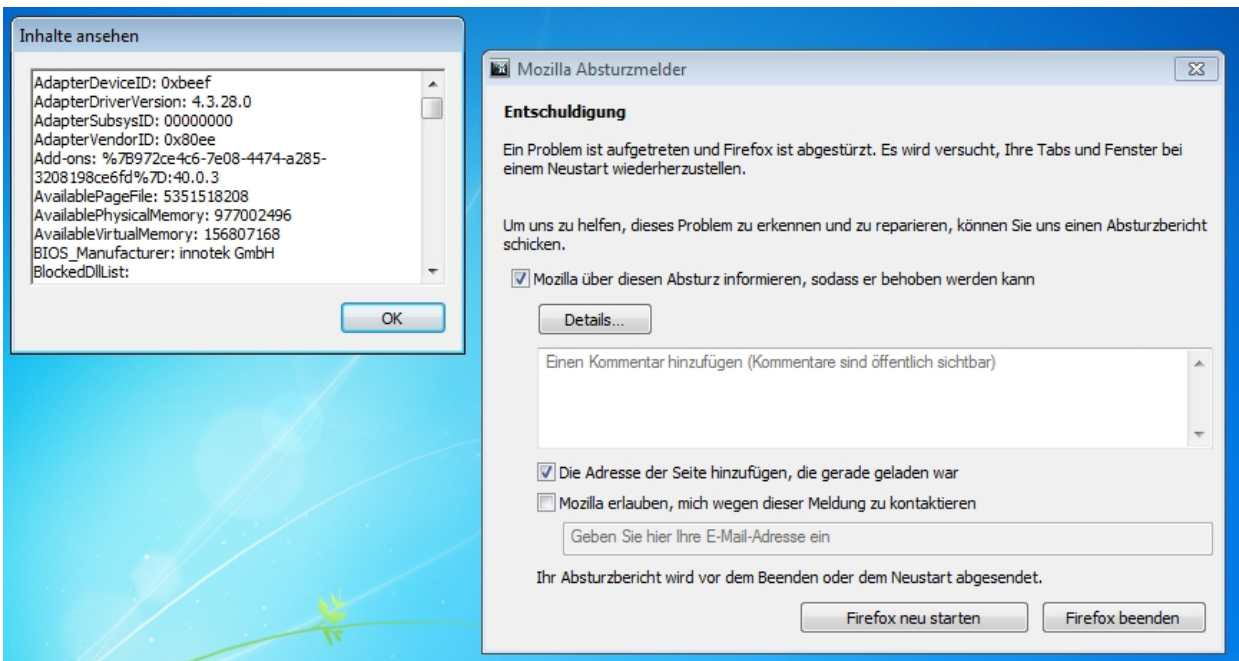 Inhalte ansehen
AdapterDeviceID: 0xbeef
AdapterDriverVersion: 4.3.28.0
AdapterSubsysID: 00000000
AdapterVendorID: 0x80ee
Add-ons: %7B972ce4c6-7e08-4474-a285-
3208198ce6fd%7D:40.0.3
AvailablePageFile: 5351518208
AvailablePhysicalMemory: 977002496
AvailableVirtualMemory: 156807168
BIOS_Manufacturer: innotek GmbH
BlockedDllList:
OK
Mozilla Absturzmelder
Entschuldigung
Ein Problem ist aufgetreten und Firefox ist abgestürzt. Es wird versucht, Ihre Tabs und Fenster bei
einem Neustart wiederherzustellen.
Um uns zu helfen, dieses Problem zu erkennen und zu reparieren, können Sie uns einen Absturzbericht
schicken.
Mozilla über diesen Absturz informieren, sodass er behoben werden kann
Details...
Einen Kommentar hinzufügen (Kommentare sind öffentlich sichtbar)
Die Adresse der Seite hinzufügen, die gerade geladen war
Mozilla erlauben, mich wegen dieser Meldung zu kontaktieren
Geben Sie hier Ihre E-Mail-Adresse ein
Ihr Absturzbericht wird vor dem Beenden oder dem Neustart abgesendet.
Firefox neu starten
Firefox beenden